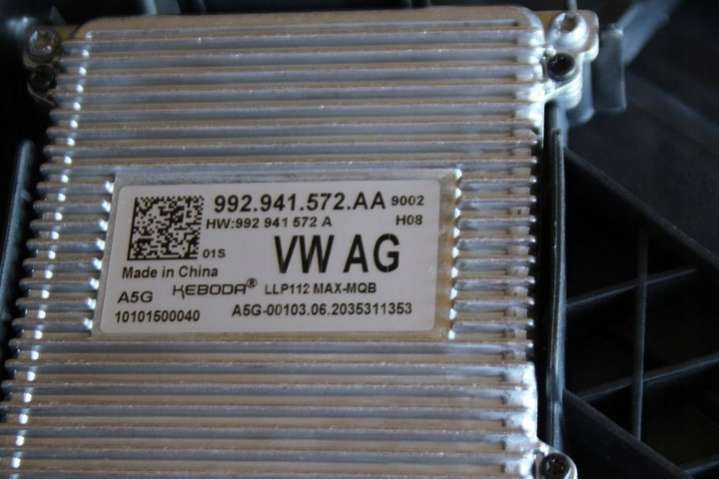 992.941.572.AA 9002
HW:992 941 572 A H08
01S VW AG
Made in China
A5G KEBODA® LLP112 MAX-MQB
10101500040 A5G-00103.06.2035311353